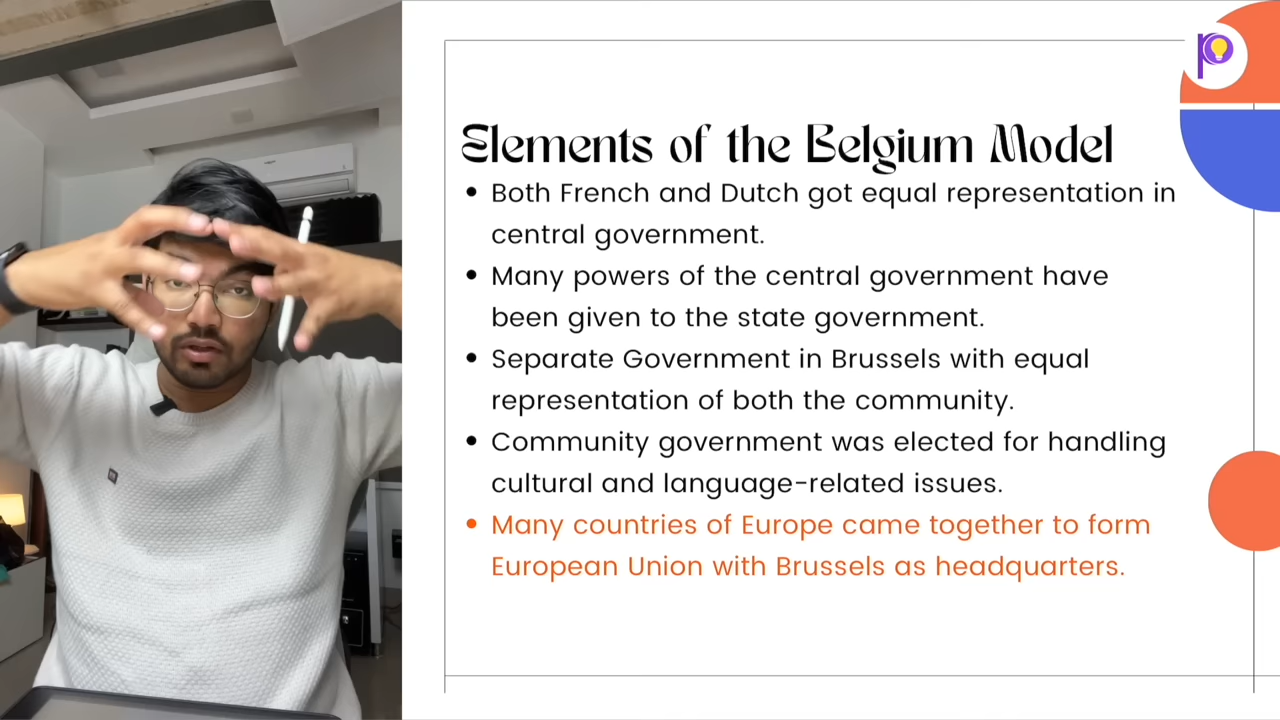 Elements of the Belgium Model
• Both French and Dutch got equal representation in
central government.
• Many powers of the central government have
been given to the state government.
• Separate Government in Brussels with equal
representation of both the community.
• Community government was elected for handling
cultural and language-related issues.
• Many countries of Europe came together to form
European Union with Brussels as headquarters.